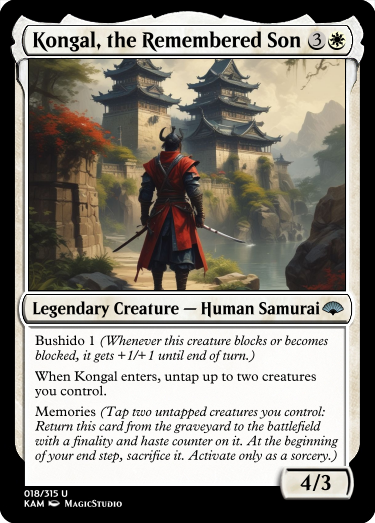 Kongal, the Remembered Son 3
Legendary Creature — Human Samurai
Bushido 1 (Whenever this creature blocks or becomes
blocked, it gets +1/+1 until end of turn.)
When Kongal enters, untap up to two creatures
you control.
Memories (Tap two untapped creatures you control:
Return this card from the graveyard to the battlefield
with a finality and haste counter on it. At the beginning
of your end step, sacrifice it. Activate only as a sorcery.)
4/3
018/315 U
KAM MagicStudio